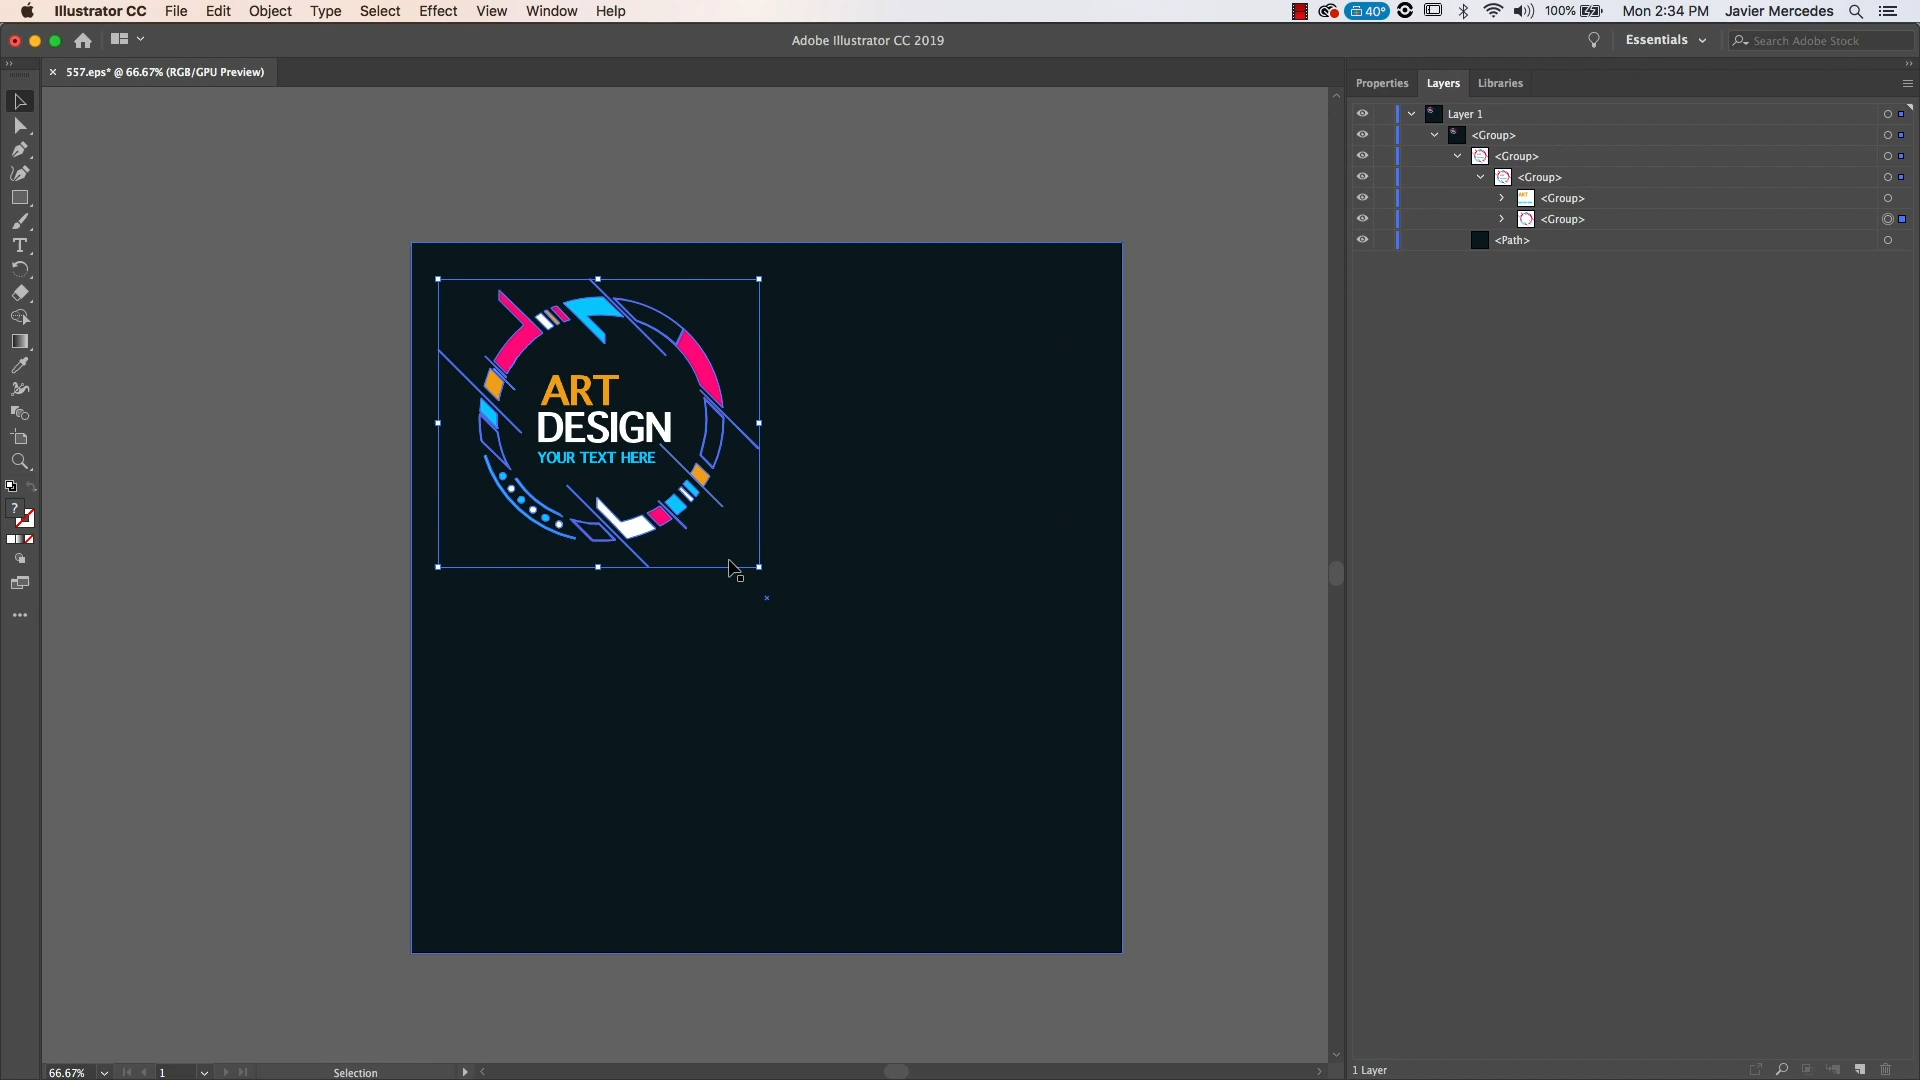 Illustrator CC File Edit Object Type Select Effect View Window Help 40° 100% Mon 2:34 PM Javier Mercedes
Adobe Illustrator CC 2019 Essentials Search Adobe Stock
557.eps* @ 66.67% (RGB/GPU Preview)
Properties Layers Libraries
Layer 1
<Group>
<Group>
<Group>
<Group>
<Group>
<Path>
ART
DESIGN
YOUR TEXT HERE
66.67% 1 Selection 1 Layer